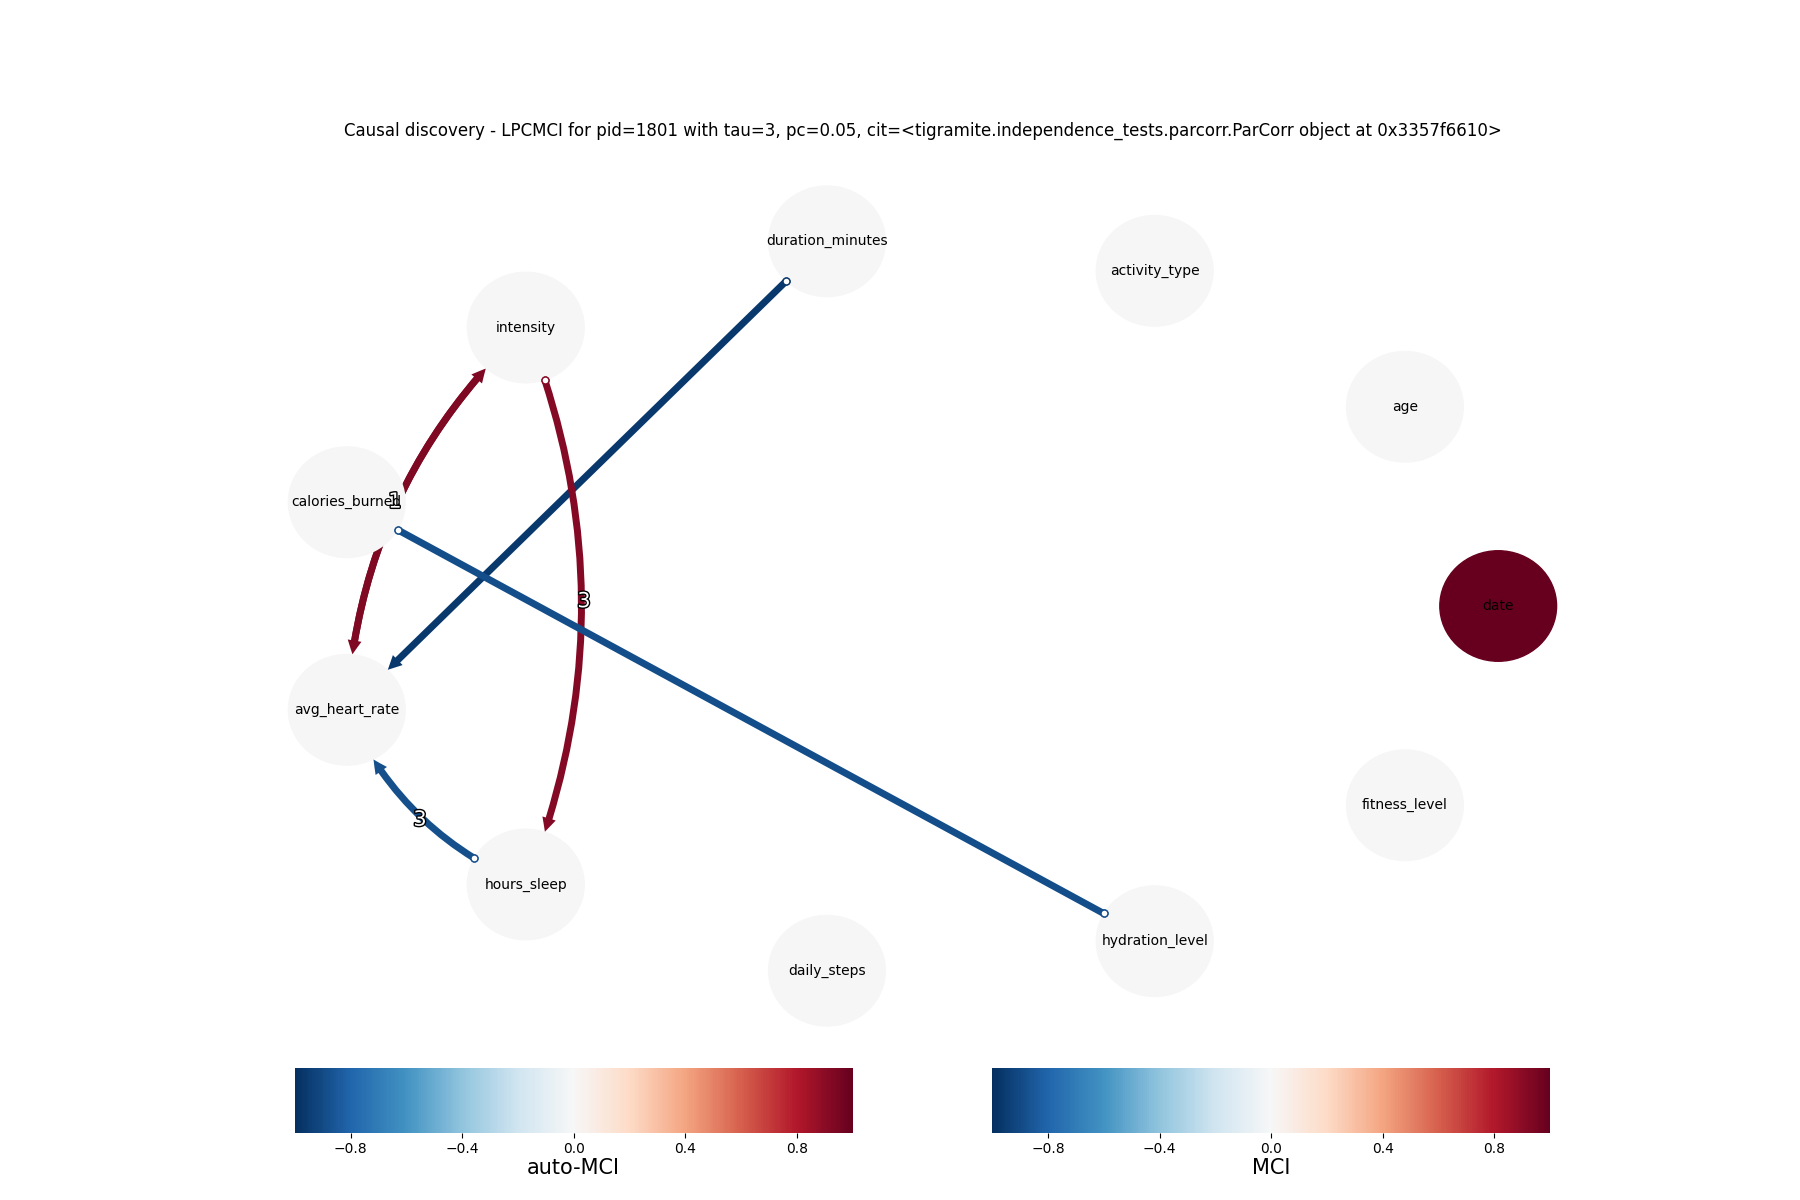 Causal discovery - LPCMCI for pid=1801 with tau=3, pc=0.05, cit=<tigramite.independence_tests.parcorr.ParCorr object at 0x3357f6610>
duration_minutes
activity_type
intensity
age
calories_burned
1
3
date
avg_heart_rate
3
fitness_level
hours_sleep
hydration_level
daily_steps
−0.8 −0.4 0.0 0.4 0.8
auto-MCI
−0.8 −0.4 0.0 0.4 0.8
MCI